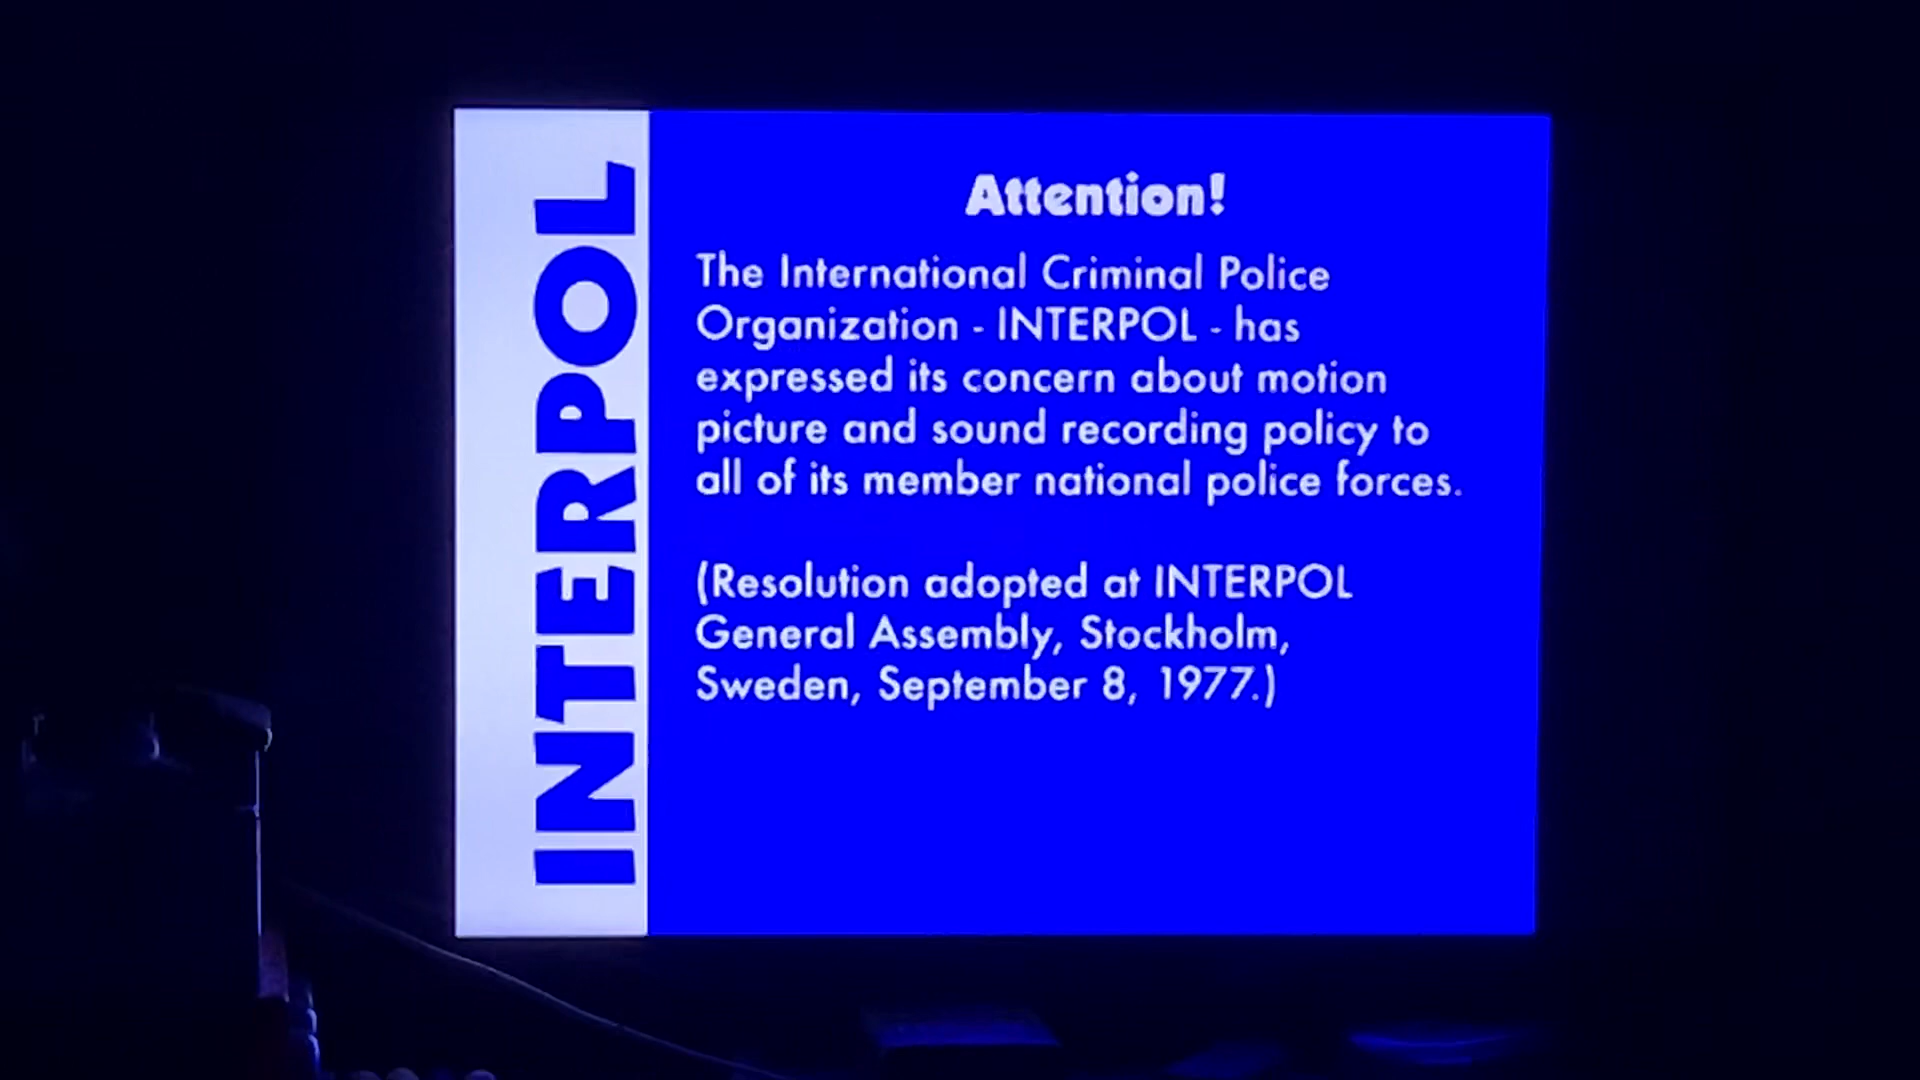 INTERPOL
Attention!
The International Criminal Police
Organization - INTERPOL - has
expressed its concern about motion
picture and sound recording policy to
all of its member national police forces.
(Resolution adopted at INTERPOL
General Assembly, Stockholm,
Sweden, September 8, 1977.)